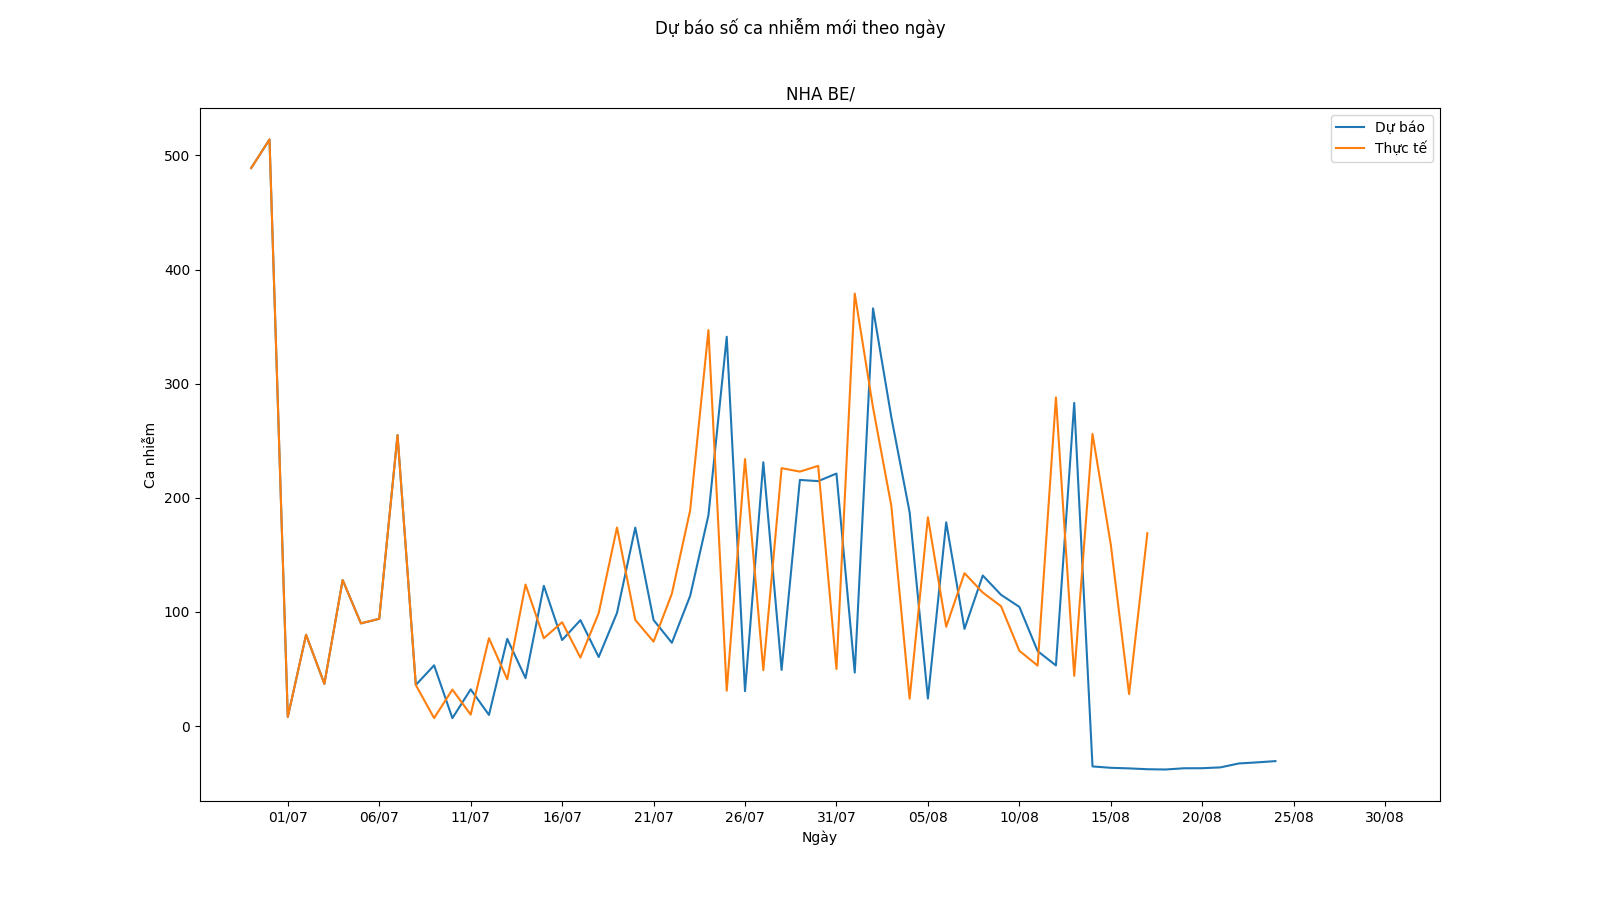 Dự báo số ca nhiễm mới theo ngày
NHA BE/
Dự báo
Thực tế
500
400
300
200
100
0
Ca nhiễm
01/07 06/07 11/07 16/07 21/07 26/07 31/07 05/08 10/08 15/08 20/08 25/08 30/08
Ngày